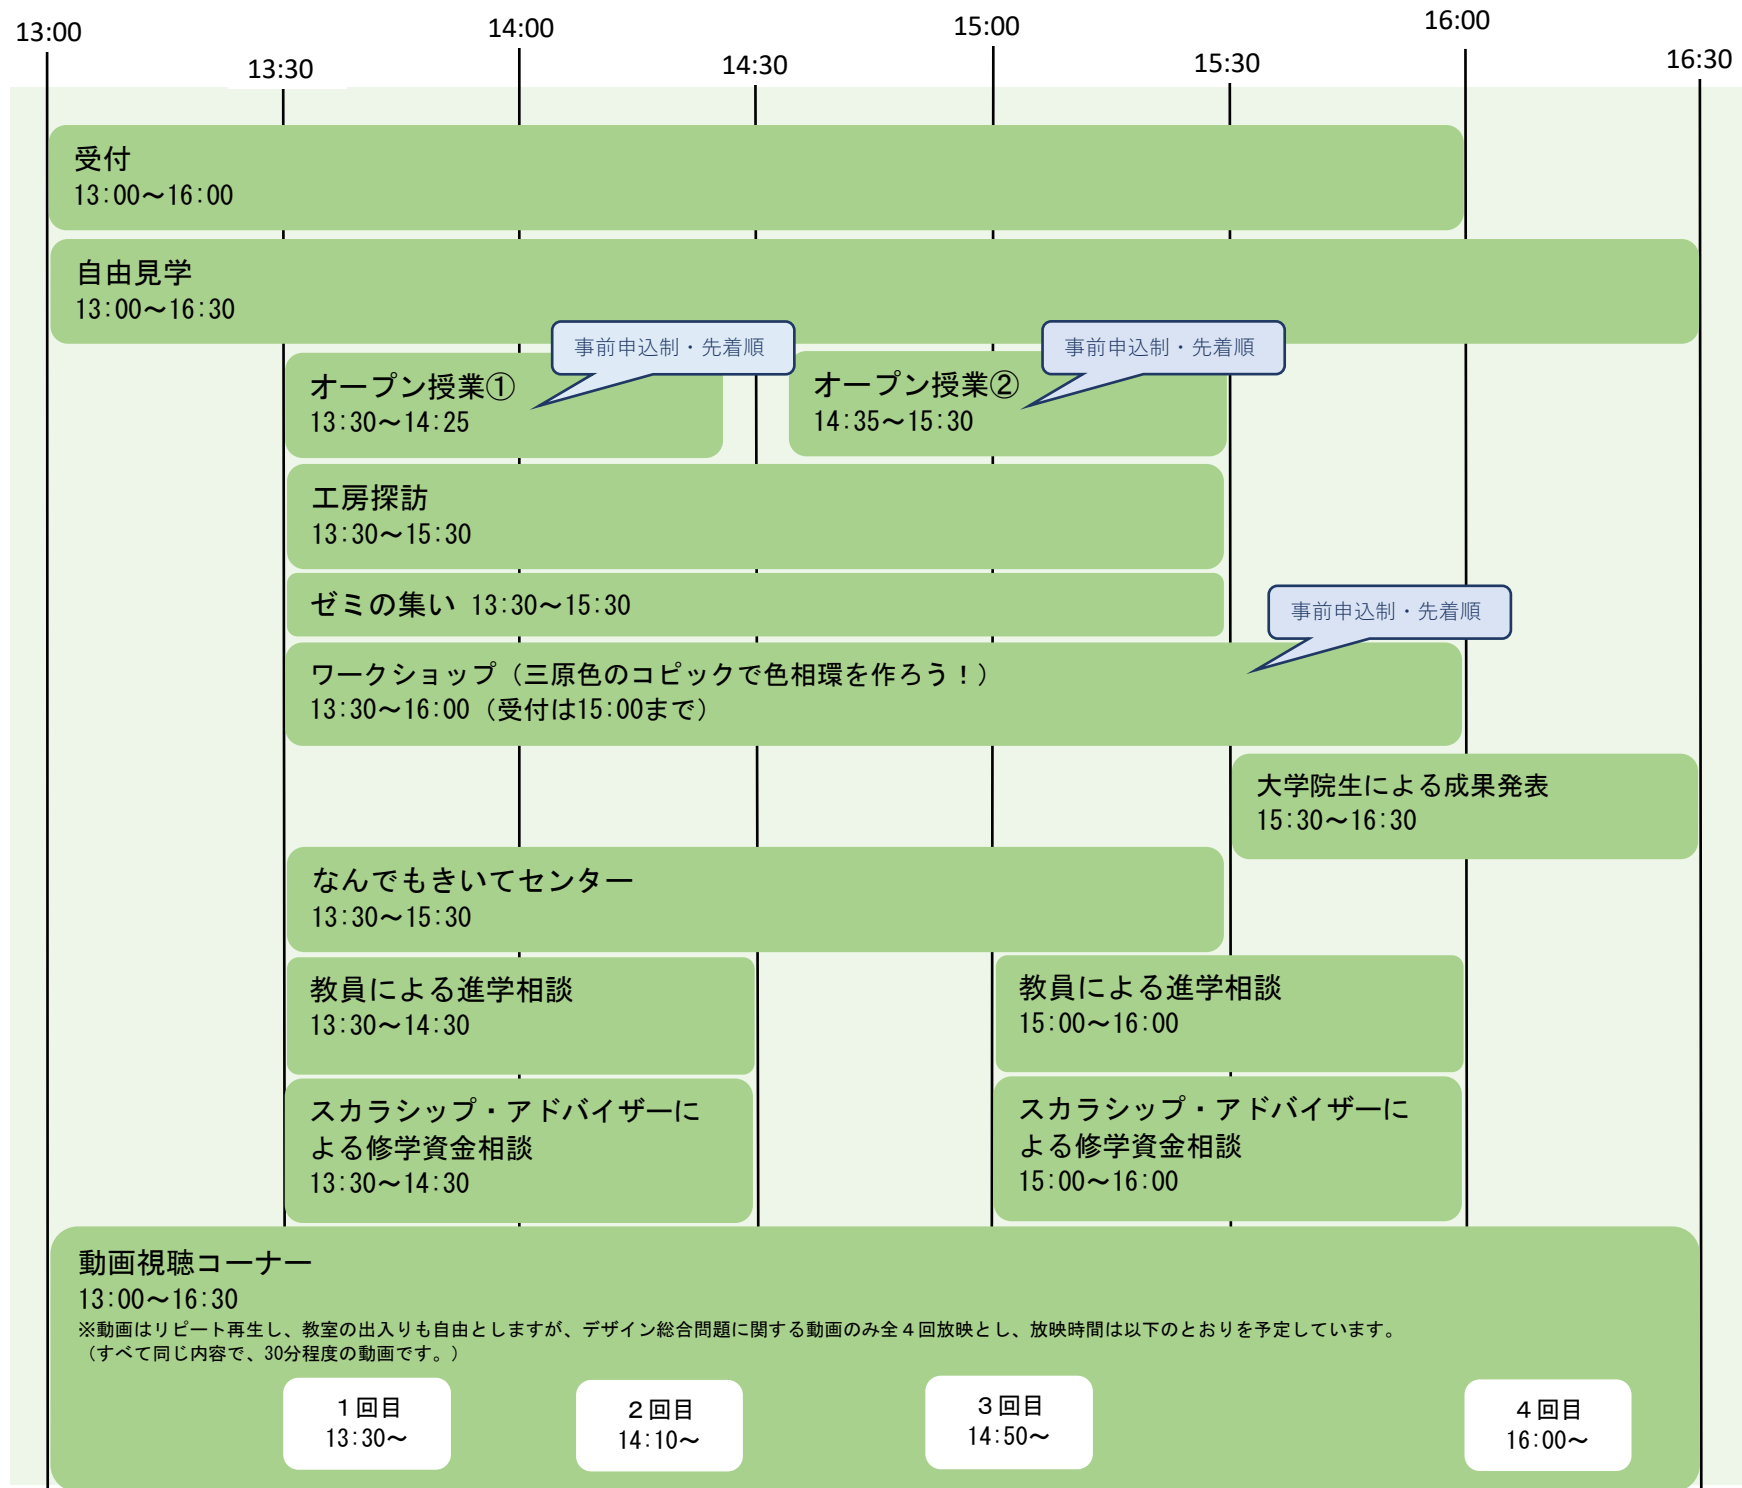 13:00
14:00
15:00
16:00
13:30
14:30
15:30
16:30
受付
13:00～16:00
自由見学
13:00～16:30
事前申込制・先着順
事前申込制・先着順
オープン授業①
13:30～14:25
オープン授業②
14:35～15:30
工房探訪
13:30～15:30
ゼミの集い 13:30～15:30
事前申込制・先着順
ワークショップ（三原色のコピックで色相環を作ろう！）
13:30～16:00（受付は15:00まで）
大学院生による成果発表
15:30～16:30
なんでもきいてセンター
13:30～15:30
教員による進学相談
13:30～14:30
教員による進学相談
15:00～16:00
スカラシップ・アドバイザーに
よる修学資金相談
13:30～14:30
スカラシップ・アドバイザーに
よる修学資金相談
15:00～16:00
動画視聴コーナー
13:00～16:30
※動画はリピート再生し、教室の出入りも自由としますが、デザイン総合問題に関する動画のみ全４回放映とし、放映時間は以下のとおりを予定しています。
（すべて同じ内容で、30分程度の動画です。）
１回目
13:30～
２回目
14:10～
３回目
14:50～
４回目
16:00～